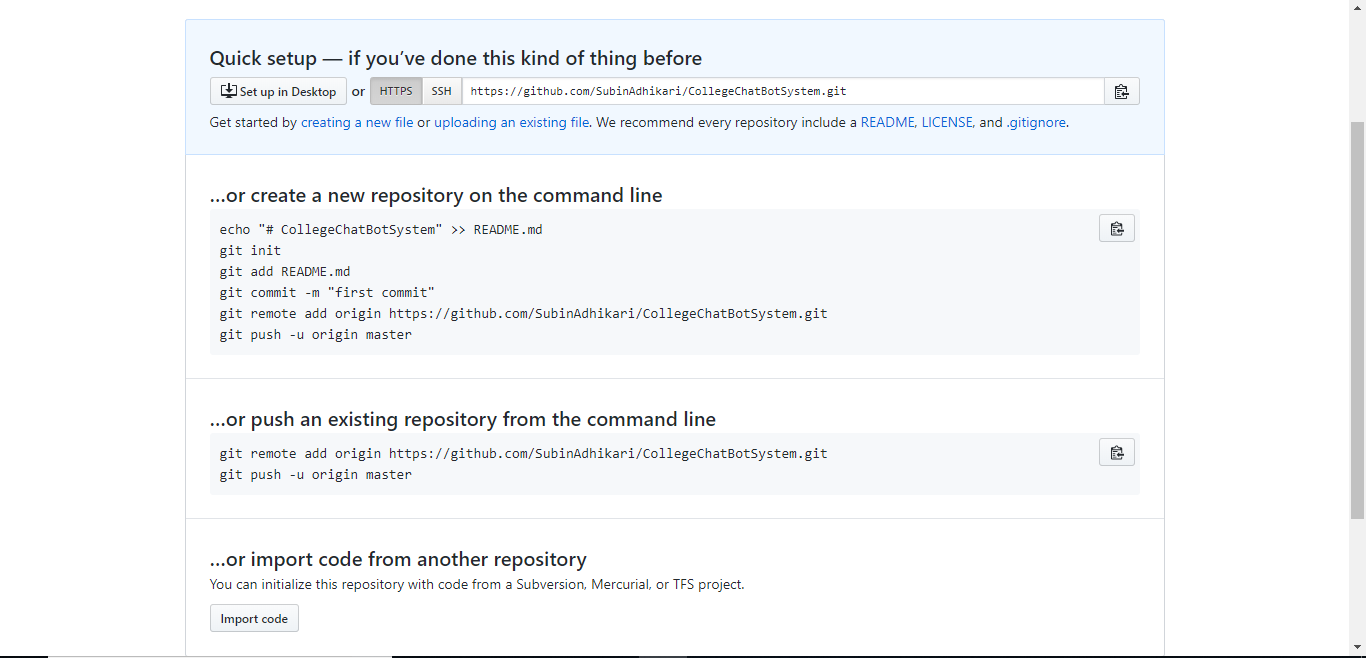 Quick setup — if you’ve done this kind of thing before
Set up in Desktop or HTTPS SSH https://github.com/SubinAdhikari/CollegeChatBotSystem.git
Get started by creating a new file or uploading an existing file. We recommend every repository include a README, LICENSE, and .gitignore.
…or create a new repository on the command line
echo "# CollegeChatBotSystem" >> README.md
git init
git add README.md
git commit -m "first commit"
git remote add origin https://github.com/SubinAdhikari/CollegeChatBotSystem.git
git push -u origin master
…or push an existing repository from the command line
git remote add origin https://github.com/SubinAdhikari/CollegeChatBotSystem.git
git push -u origin master
…or import code from another repository
You can initialize this repository with code from a Subversion, Mercurial, or TFS project.
Import code